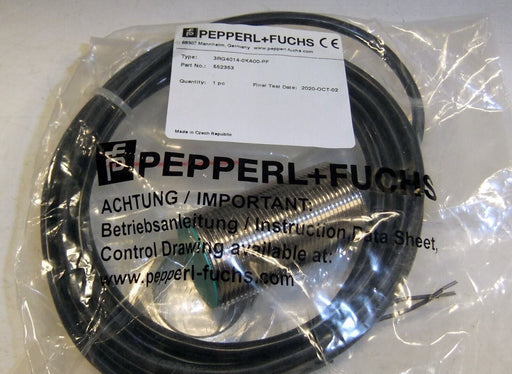 PEPPERL+FUCHS CE
68307 Mannheim, Germany www.pepperl-fuchs.com
Type: 3RG4014-0KA00-PF
Part No.: 552353
Quantity: 1 pc Final Test Date: 2020-OCT-02
Made in Czech Republic
PEPPERL+FUCHS
ACHTUNG / IMPORTANT:
Betriebsanleitung / Instruction Data Sheet,
Control Drawing available at:
www.pepperl-fuchs.com